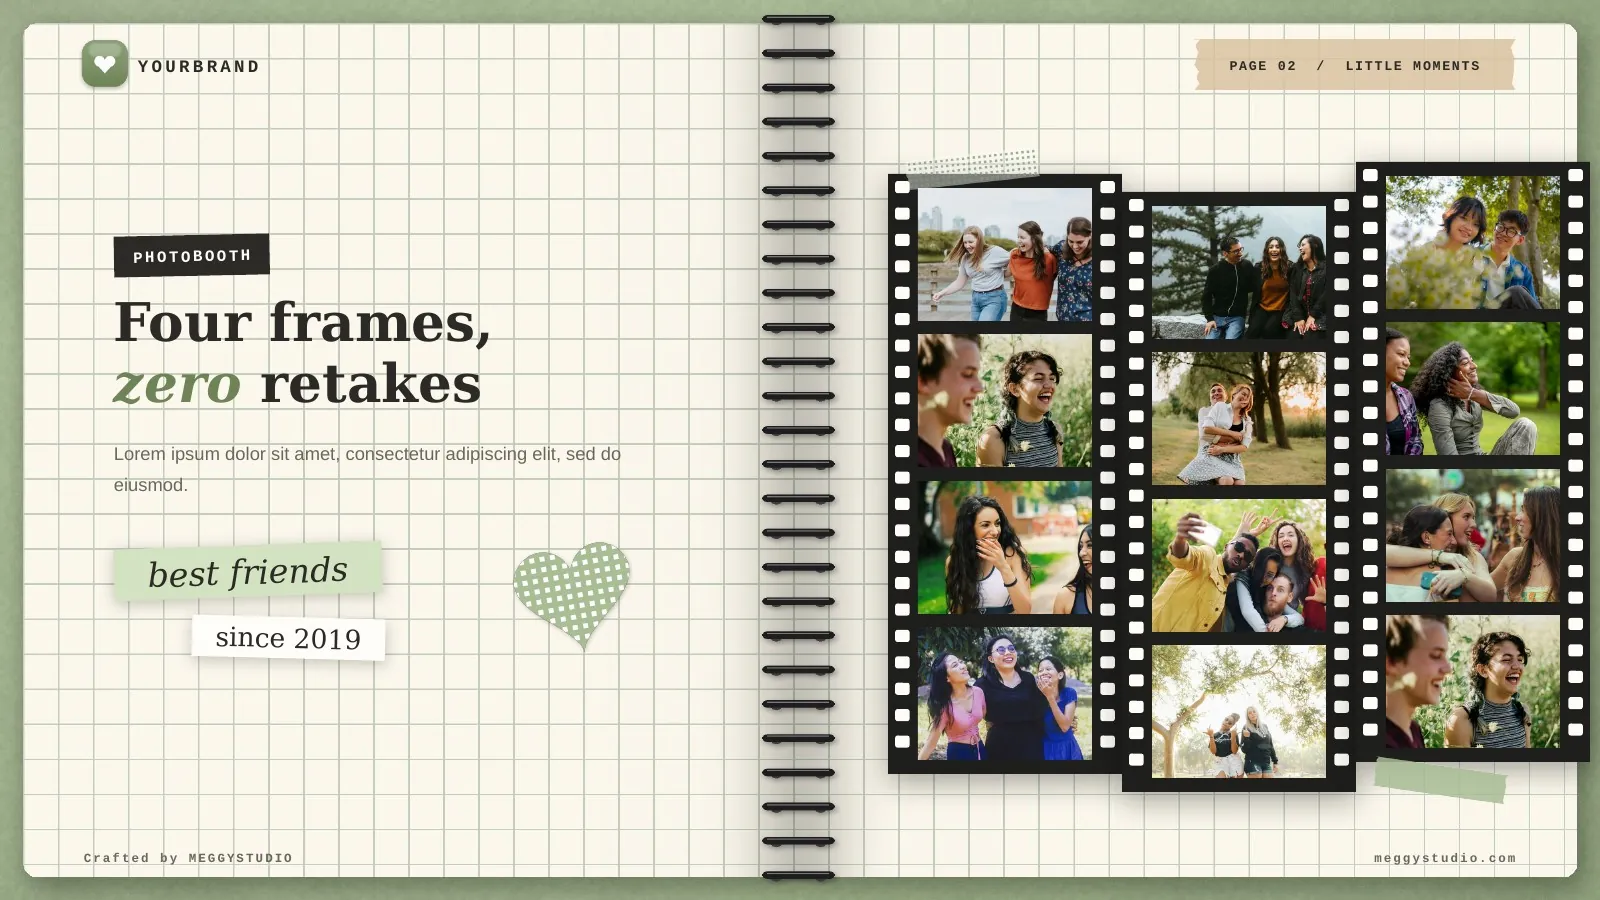 YOURBRAND
PAGE 02 / LITTLE MOMENTS
PHOTOBOOTH
Four frames,
zero retakes
Lorem ipsum dolor sit amet, consectetur adipiscing elit, sed do
eiusmod.
best friends
since 2019
Crafted by MEGGYSTUDIO
meggystudio.com